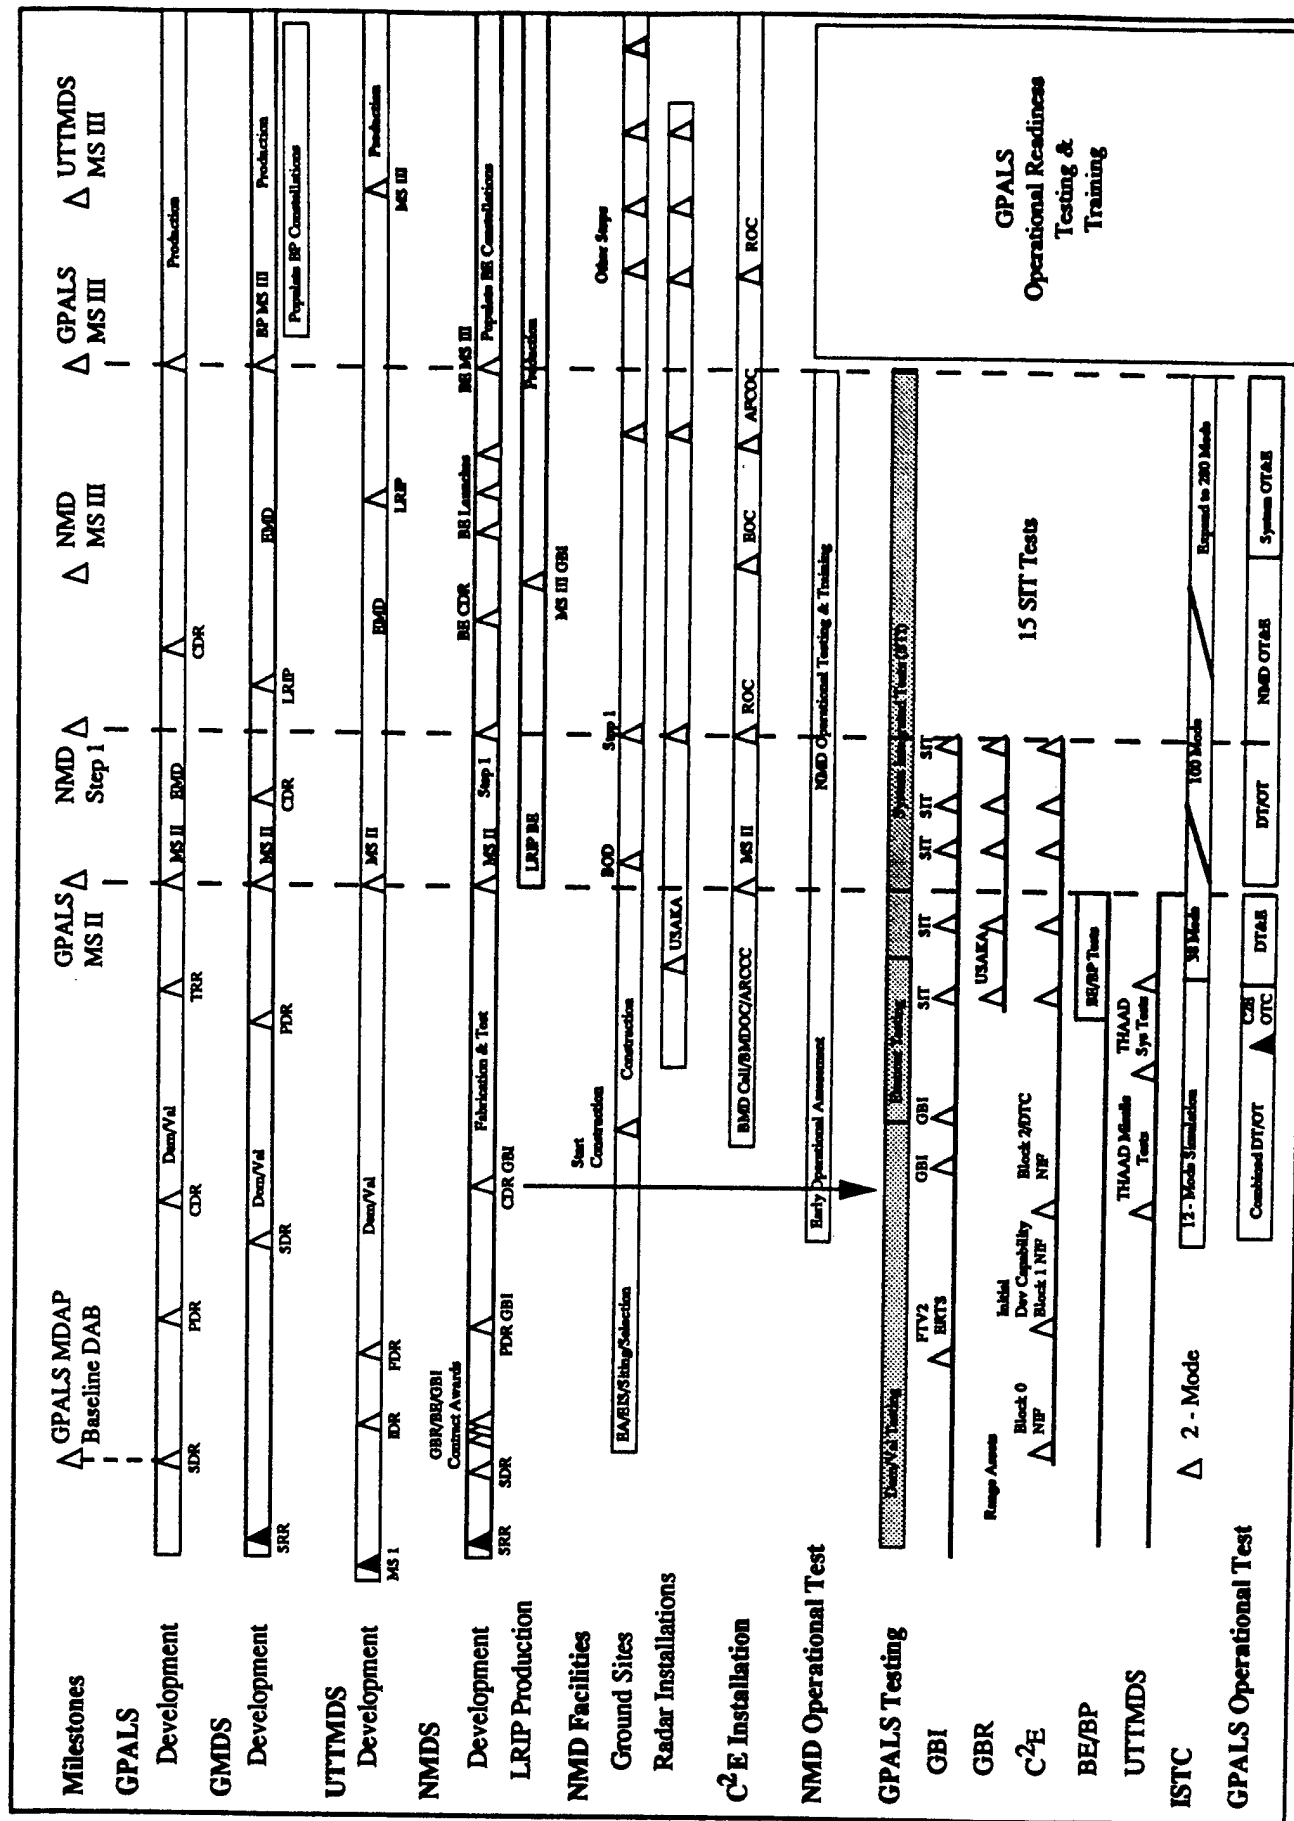 Milestones
GPALS MDAP
Baseline DAB
GPALS
MS II
NMD
Step 1
NMD
MS III
GPALS
MS III
UTTMDS
MS III
GPALS
Development
SDR
PDR
CDR
Dem/Val
TRR
MS II
EMD
CDR
Production
GMDS
Development
SRR
SDR
Dem/Val
PDR
MS II
CDR
LRIP
EMD
BP MS III
Production
Populate BP Constellations
UTTMDS
Development
MS 1
IDR
PDR
Dem/Val
MS II
EMD
LRIP
MS III
Production
NMDS
Development
SRR
SDR
GBR/BE/GBI
Contract Awards
PDR GBI
CDR GBI
Fabrication & Test
MS II
Step 1
BE CDR
BE Launches
BE MS III
Populate BE Constellations
LRIP Production
LRIP BE
MS III GBI
Production
NMD Facilities
Ground Sites
EA/EIS/Siting/Selection
Start
Construction
Construction
BOD
Step 1
Other Steps
Radar Installations
USAKA
C²E Installation
BMD Cell/BMDOC/ARCCC
MS II
ROC
EOC
AFCOC
ROC
NMD Operational Test
Early Operational Assessment
NMD Operational Testing & Training
GPALS
Operational Readiness
Testing &
Training
GPALS Testing
Dem/Val Testing
System Integrated Tests (SIT)
GBI
FTV2
ERTS
GBI
GBI
SIT
SIT
SIT
SIT
SIT
GBR
Range Assets
USAKA
C²E
Block 0
NIF
Initial
Dev Capability
Block 1 NIF
Block 2/DTC
NIF
15 SIT Tests
BE/BP
BE/BP Tests
UTTMDS
THAAD Missile
Tests
THAAD
Sys Tests
ISTC
2 - Mode
12 - Mode Simulation
38 Mode
100 Mode
Expand to 280 Mode
GPALS Operational Test
Combined DT/OT
C2E
OTC
DT&E
DT/OT
NMD OT&E
System OT&E